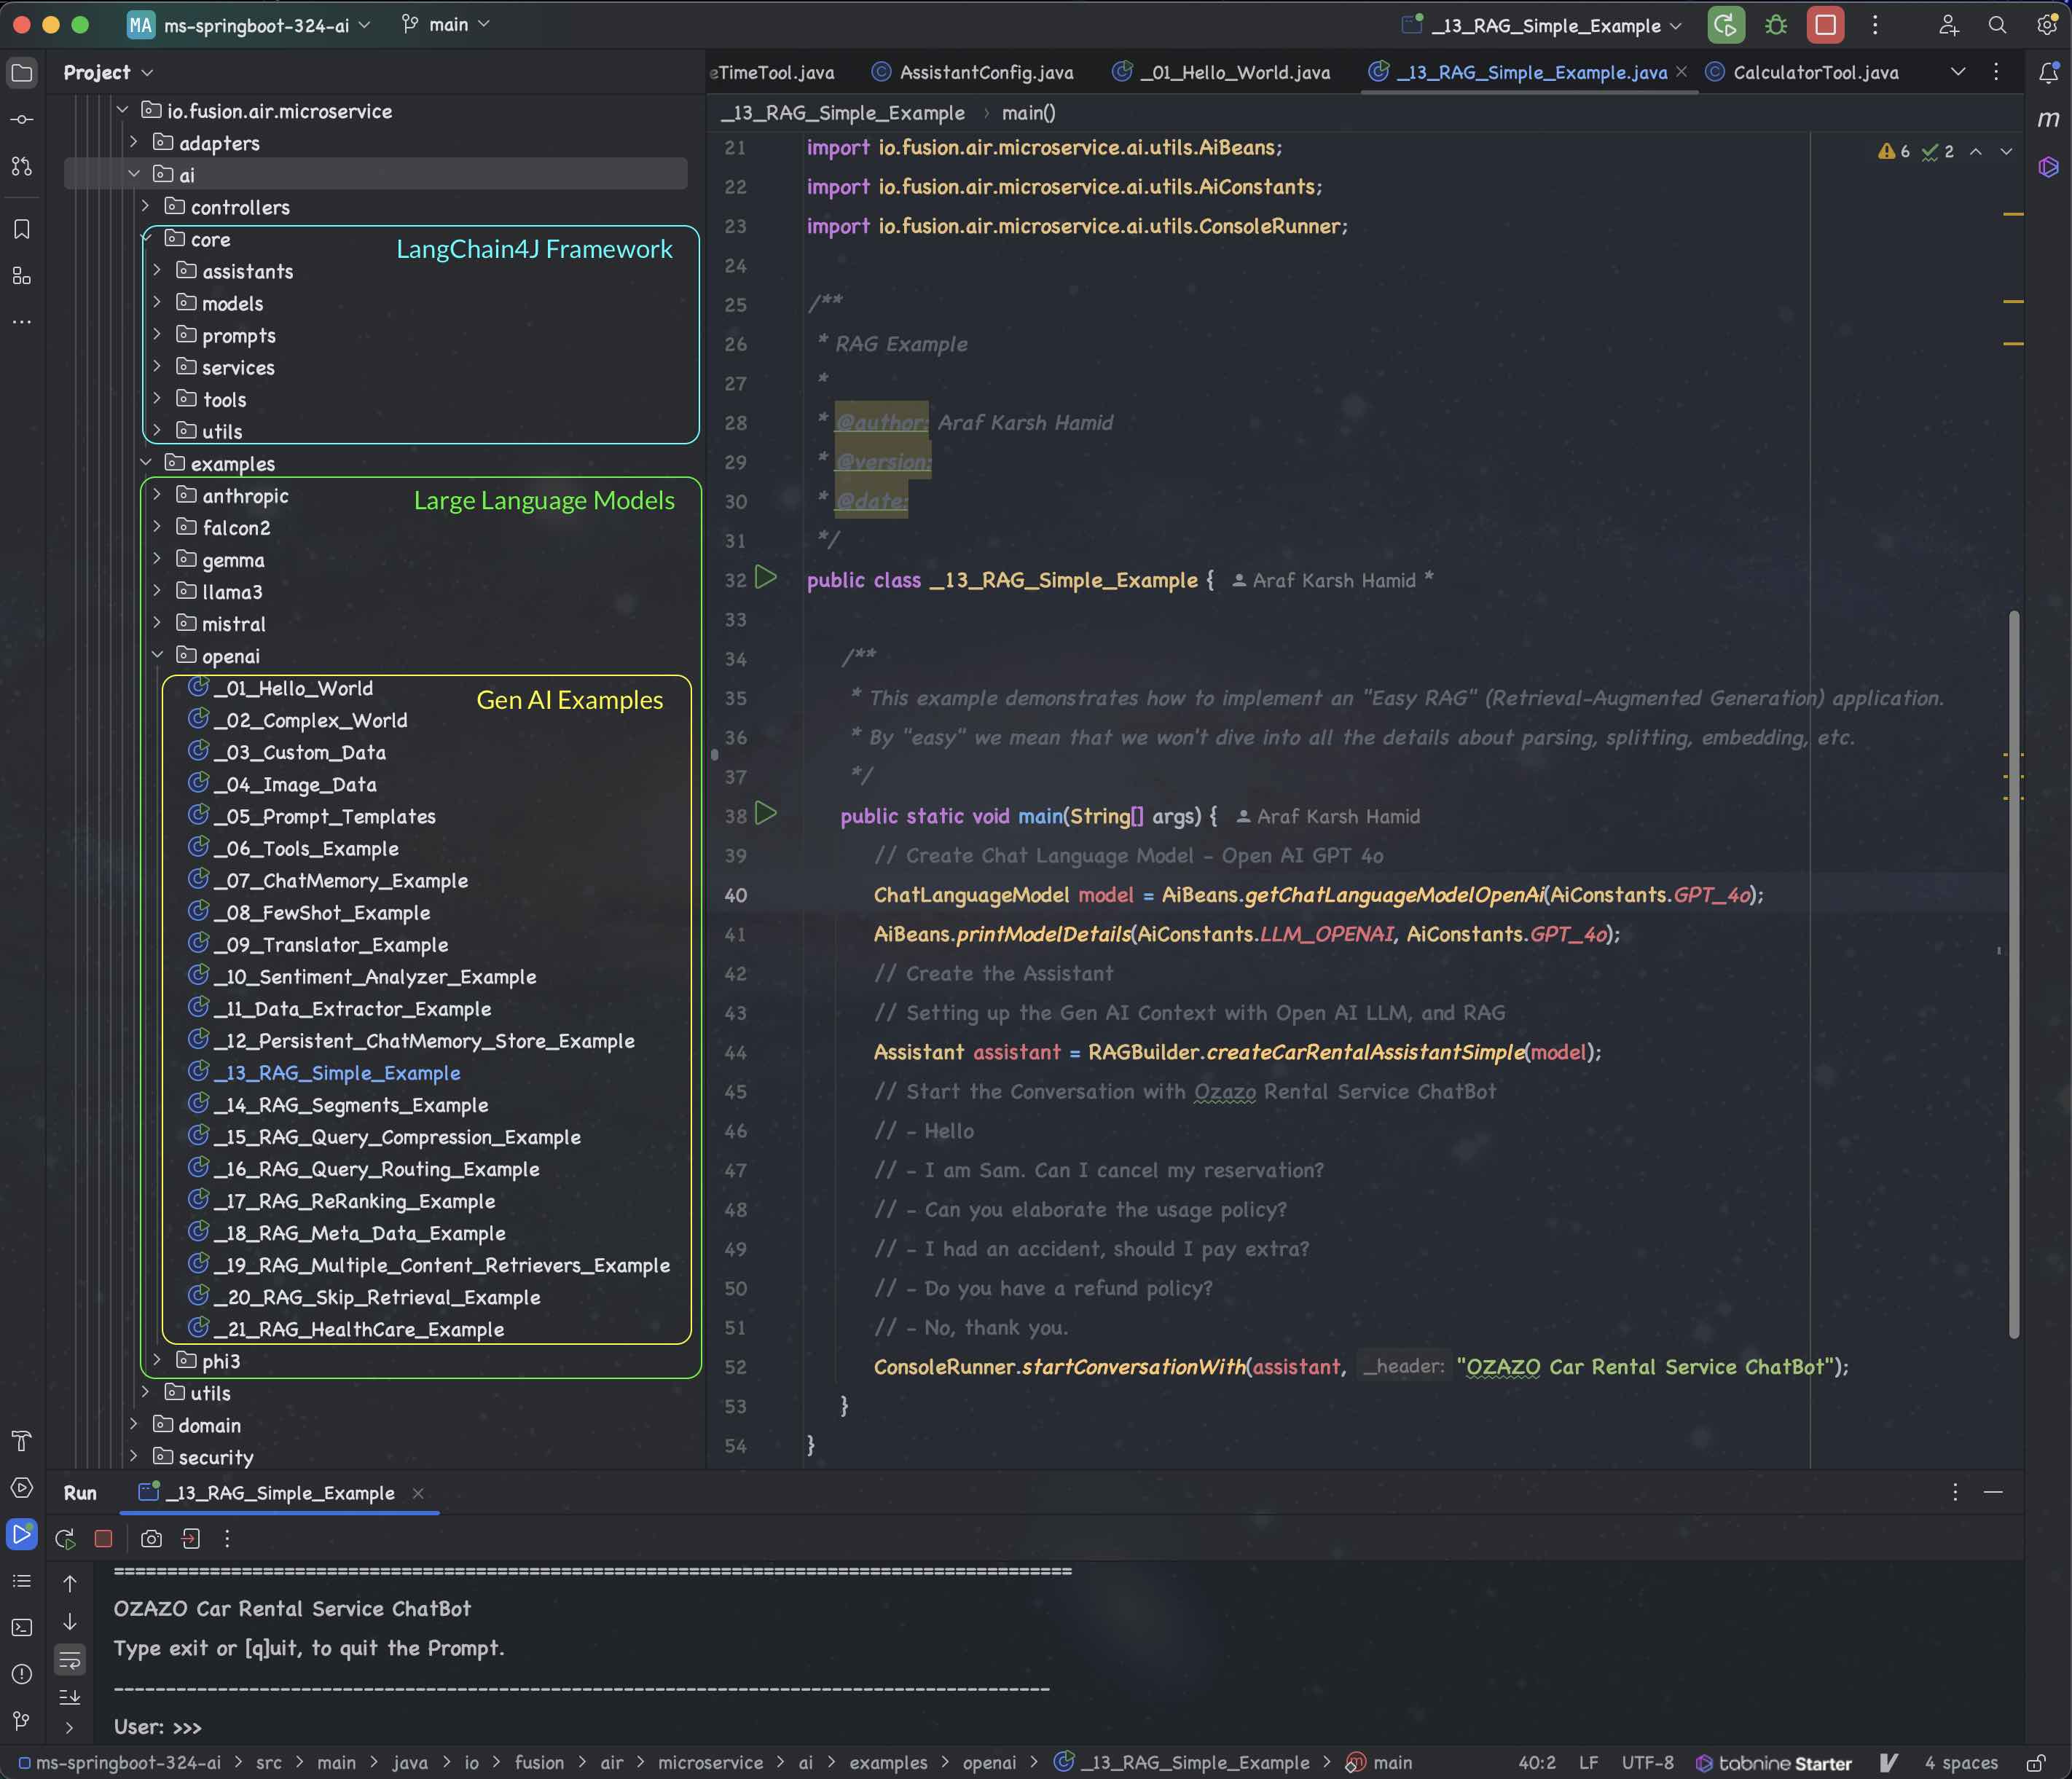 MA ms-springboot-324-ai main _13_RAG_Simple_Example
Project
io.fusion.air.microservice
adapters
ai
controllers
core
LangChain4J Framework
assistants
models
prompts
services
tools
utils
examples
anthropic
Large Language Models
falcon2
gemma
llama3
mistral
openai
_01_Hello_World
Gen AI Examples
_02_Complex_World
_03_Custom_Data
_04_Image_Data
_05_Prompt_Templates
_06_Tools_Example
_07_ChatMemory_Example
_08_FewShot_Example
_09_Translator_Example
_10_Sentiment_Analyzer_Example
_11_Data_Extractor_Example
_12_Persistent_ChatMemory_Store_Example
_13_RAG_Simple_Example
_14_RAG_Segments_Example
_15_RAG_Query_Compression_Example
_16_RAG_Query_Routing_Example
_17_RAG_ReRanking_Example
_18_RAG_Meta_Data_Example
_19_RAG_Multiple_Content_Retrievers_Example
_20_RAG_Skip_Retrieval_Example
_21_RAG_HealthCare_Example
phi3
utils
domain
security
eTimeTool.java AssistantConfig.java _01_Hello_World.java _13_RAG_Simple_Example.java CalculatorTool.java
_13_RAG_Simple_Example > main()
6 2
21 import io.fusion.air.microservice.ai.utils.AiBeans;
22 import io.fusion.air.microservice.ai.utils.AiConstants;
23 import io.fusion.air.microservice.ai.utils.ConsoleRunner;
24
25 /**
26 * RAG Example
27 *
28 * @author: Araf Karsh Hamid
29 * @version:
30 * @date:
31 */
32 public class _13_RAG_Simple_Example { Araf Karsh Hamid *
33
34 /**
35 * This example demonstrates how to implement an "Easy RAG" (Retrieval-Augmented Generation) application.
36 * By "easy" we mean that we won't dive into all the details about parsing, splitting, embedding, etc.
37 */
38 public static void main(String[] args) { Araf Karsh Hamid
39 // Create Chat Language Model - Open AI GPT 4o
40 ChatLanguageModel model = AiBeans.getChatLanguageModelOpenAi(AiConstants.GPT_4o);
41 AiBeans.printModelDetails(AiConstants.LLM_OPENAI, AiConstants.GPT_4o);
42 // Create the Assistant
43 // Setting up the Gen AI Context with Open AI LLM, and RAG
44 Assistant assistant = RAGBuilder.createCarRentalAssistantSimple(model);
45 // Start the Conversation with Ozazo Rental Service ChatBot
46 // - Hello
47 // - I am Sam. Can I cancel my reservation?
48 // - Can you elaborate the usage policy?
49 // - I had an accident, should I pay extra?
50 // - Do you have a refund policy?
51 // - No, thank you.
52 ConsoleRunner.startConversationWith(assistant, _header: "OZAZO Car Rental Service ChatBot");
53 }
54 }
m
Run _13_RAG_Simple_Example
OZAZO Car Rental Service ChatBot
Type exit or [q]uit, to quit the Prompt.
User: >>>
ms-springboot-324-ai > src > main > java > io > fusion > air > microservice > ai > examples > openai > _13_RAG_Simple_Example > main 40:2 LF UTF-8 tabnine Starter 4 spaces